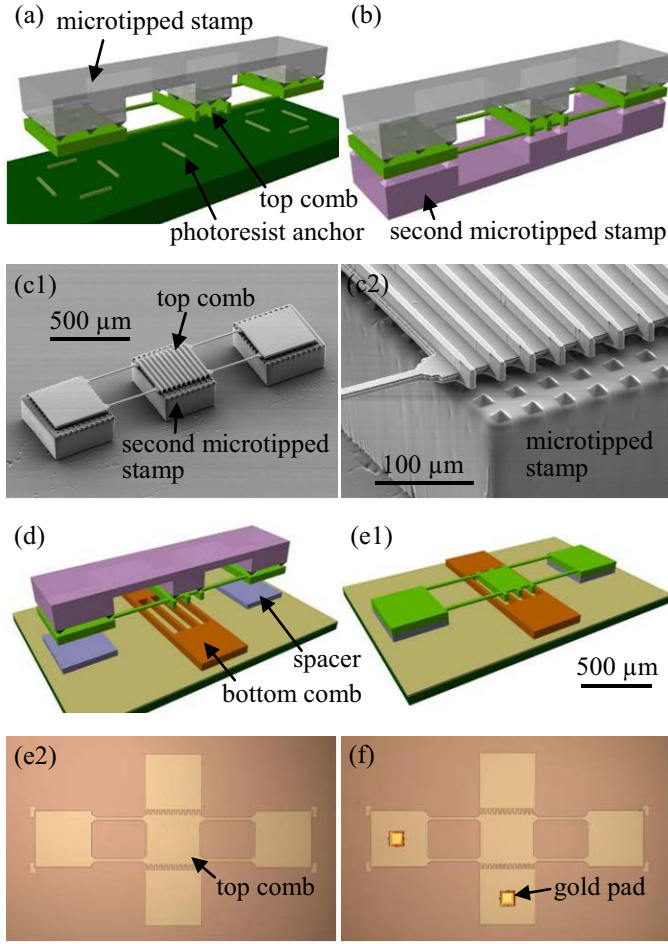 (a)
microtipped stamp
top comb
photoresist anchor
(b)
second microtipped stamp
(c1)
500 µm
top comb
second microtipped
stamp
(c2)
100 µm
microtipped
stamp
(d)
spacer
bottom comb
(e1)
500 µm
(e2)
top comb
(f)
gold pad